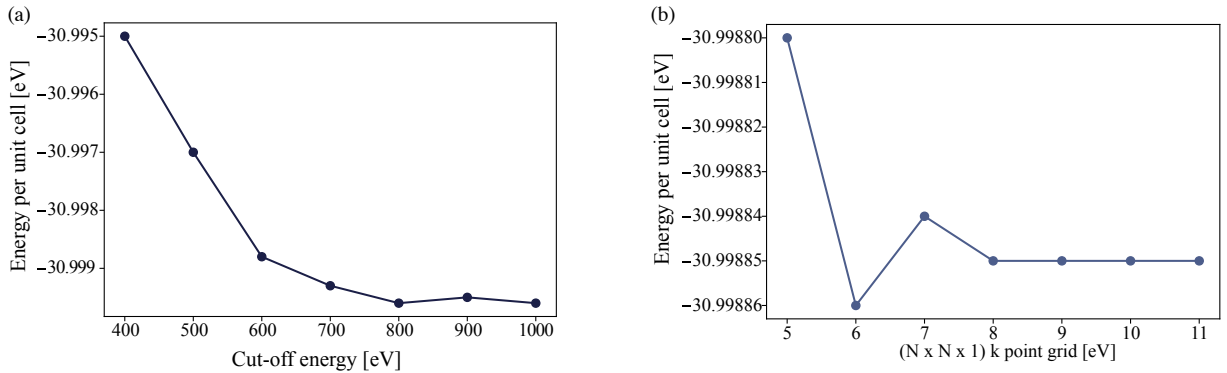 (a)
Energy per unit cell [eV]
−30.995
−30.996
−30.997
−30.998
−30.999
400 500 600 700 800 900 1000
Cut-off energy [eV]
(b)
Energy per unit cell [eV]
−30.99880
−30.99881
−30.99882
−30.99883
−30.99884
−30.99885
−30.99886
5 6 7 8 9 10 11
(N x N x 1) k point grid [eV]